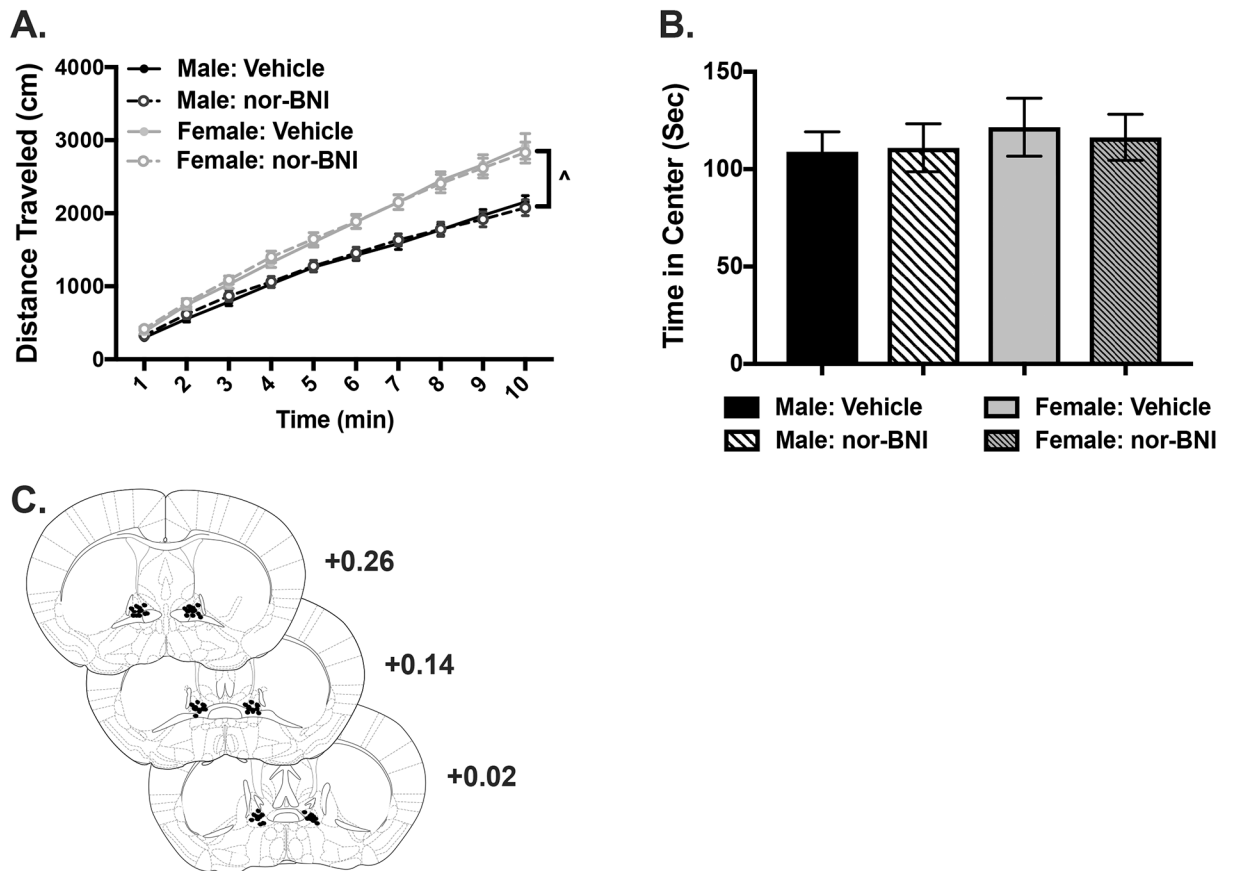 A.
Distance Traveled (cm)
4000
3000
2000
1000
0
Male: Vehicle
Male: nor-BNI
Female: Vehicle
Female: nor-BNI
^
1 2 3 4 5 6 7 8 9 10
Time (min)
B.
Time in Center (Sec)
150
100
50
0
Male: Vehicle
Female: Vehicle
Male: nor-BNI
Female: nor-BNI
C.
+0.26
+0.14
+0.02